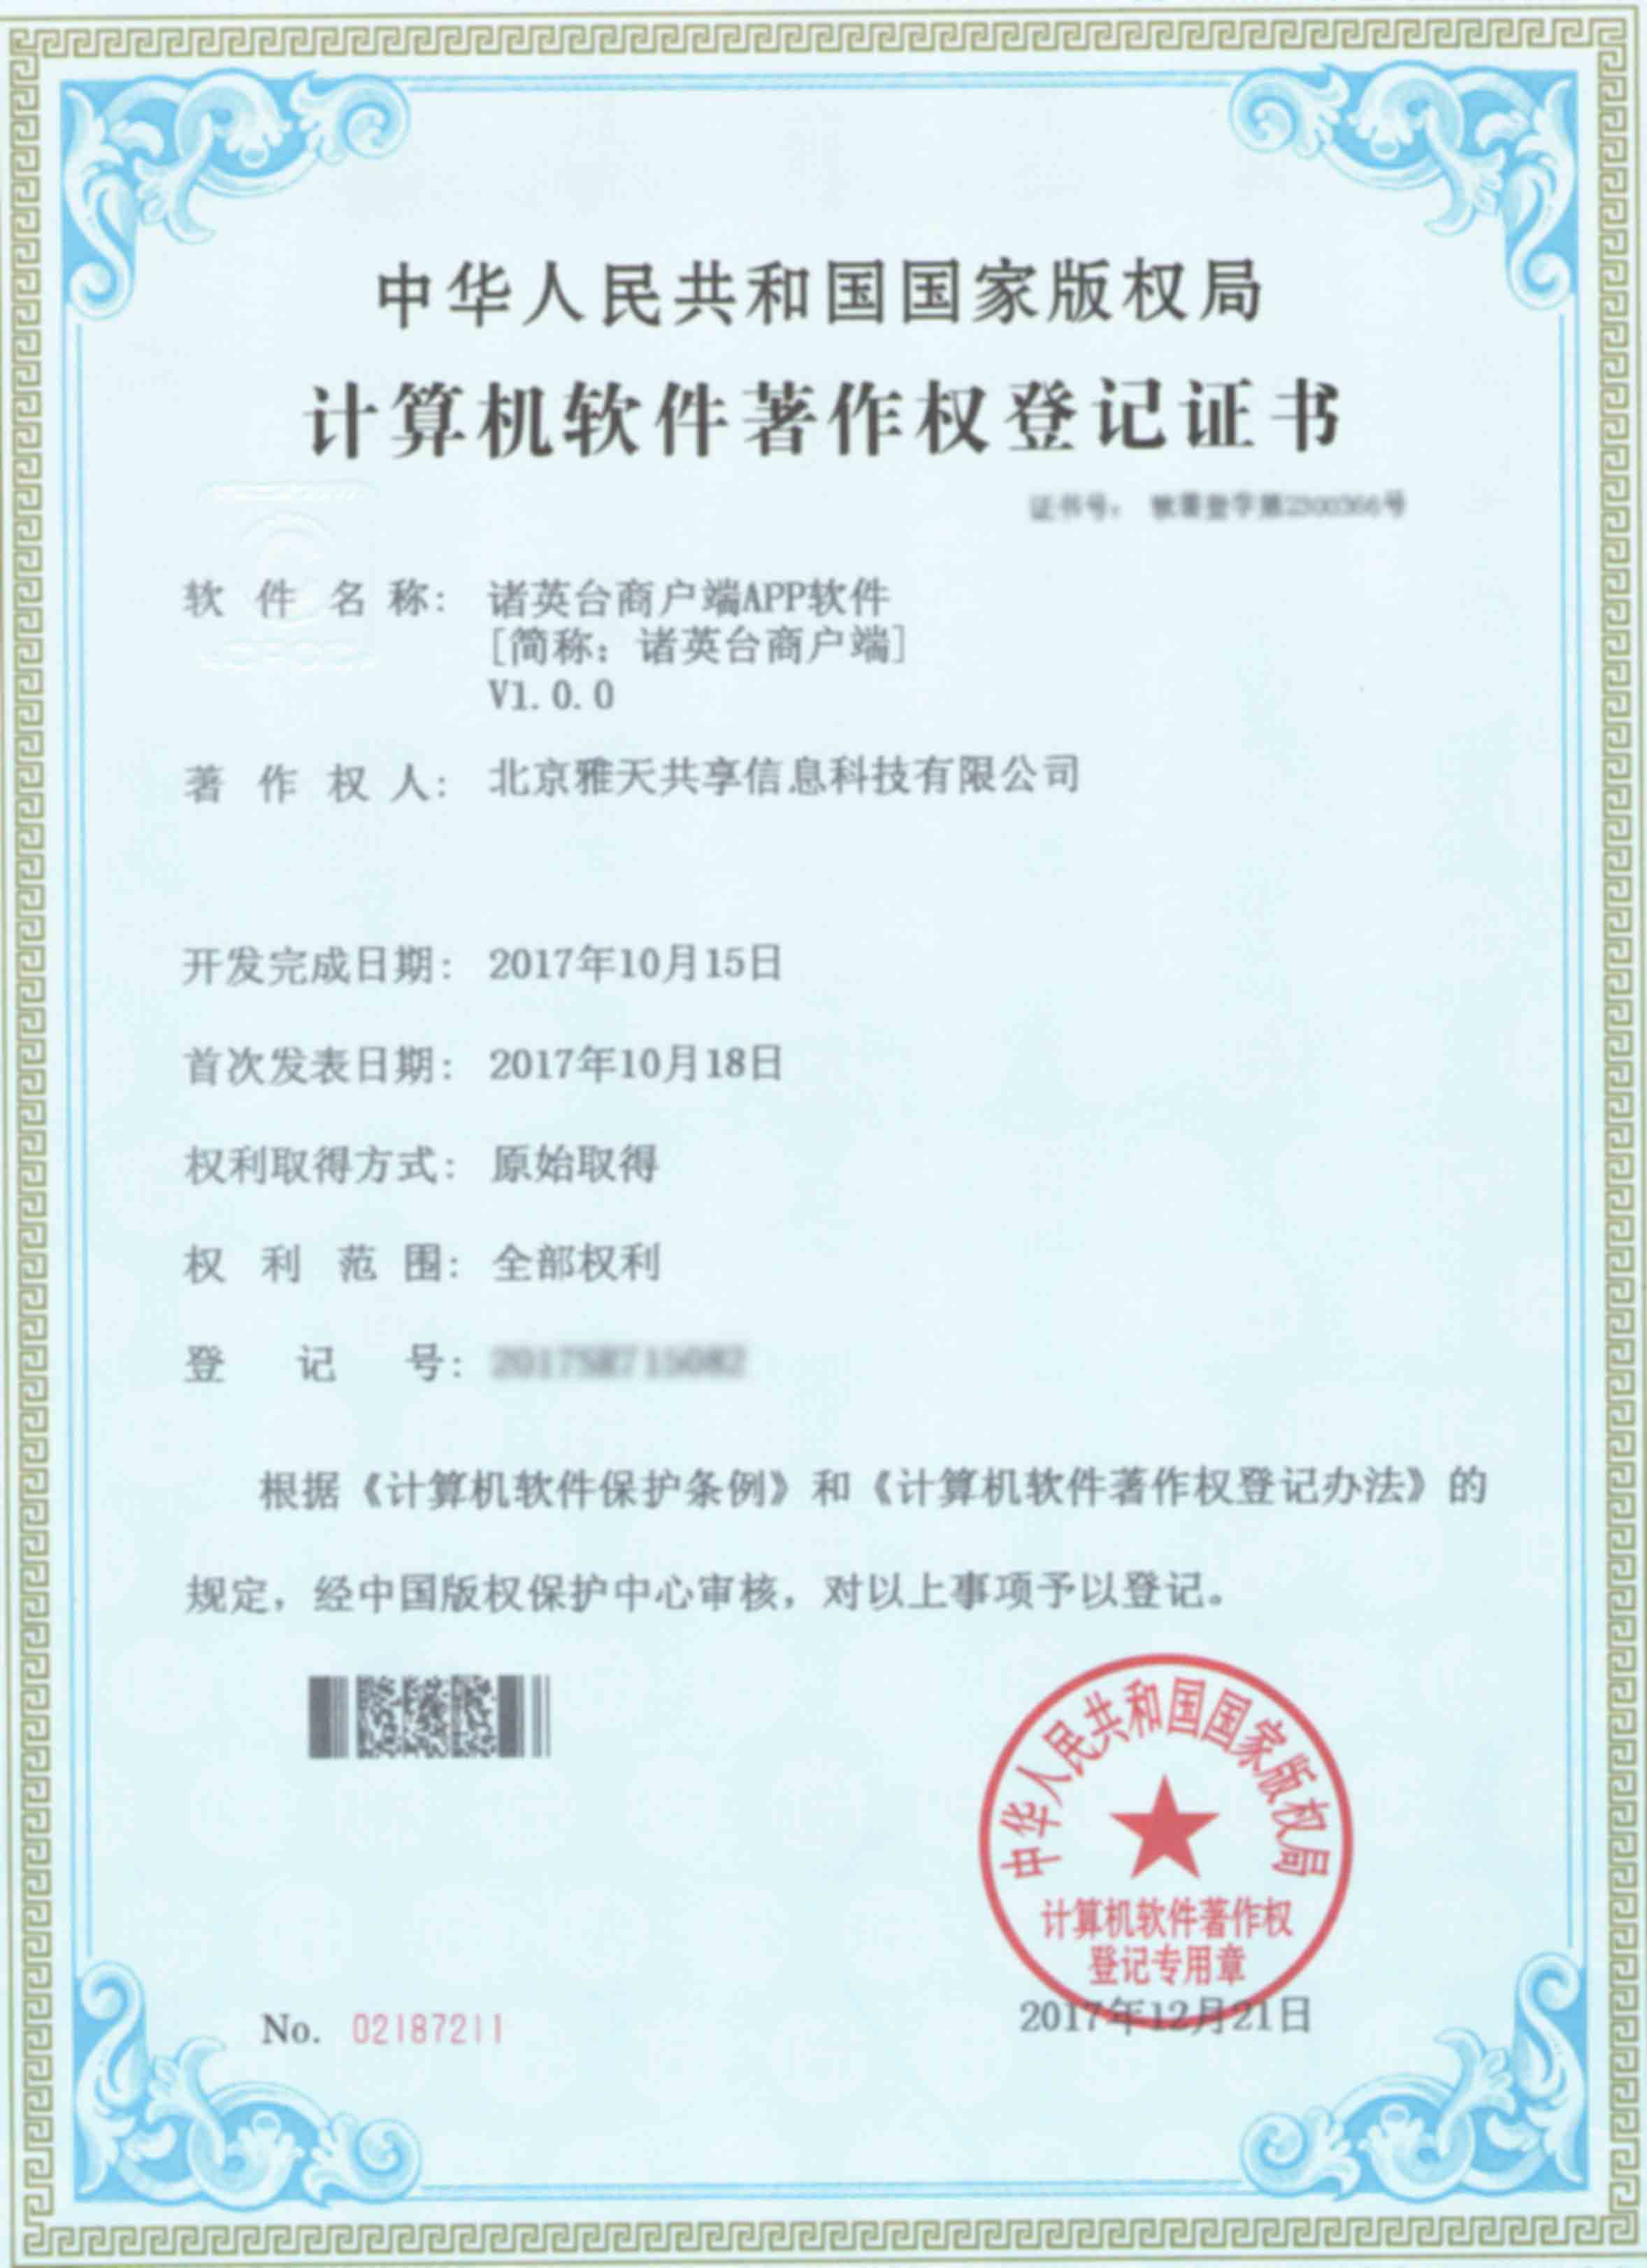 中华人民共和国国家版权局
计算机软件著作权登记证书
证书号：
软件名称：诸英台商户端APP软件
[简称：诸英台商户端]
V1.0.0
著作权人：北京雅天共享信息科技有限公司
开发完成日期：2017年10月15日
首次发表日期：2017年10月18日
权利取得方式：原始取得
权利范围：全部权利
登记号：
根据《计算机软件保护条例》和《计算机软件著作权登记办法》的
规定，经中国版权保护中心审核，对以上事项予以登记。
中华人民共和国国家版权局
计算机软件著作权
登记专用章
No. 02187211
2017年12月21日